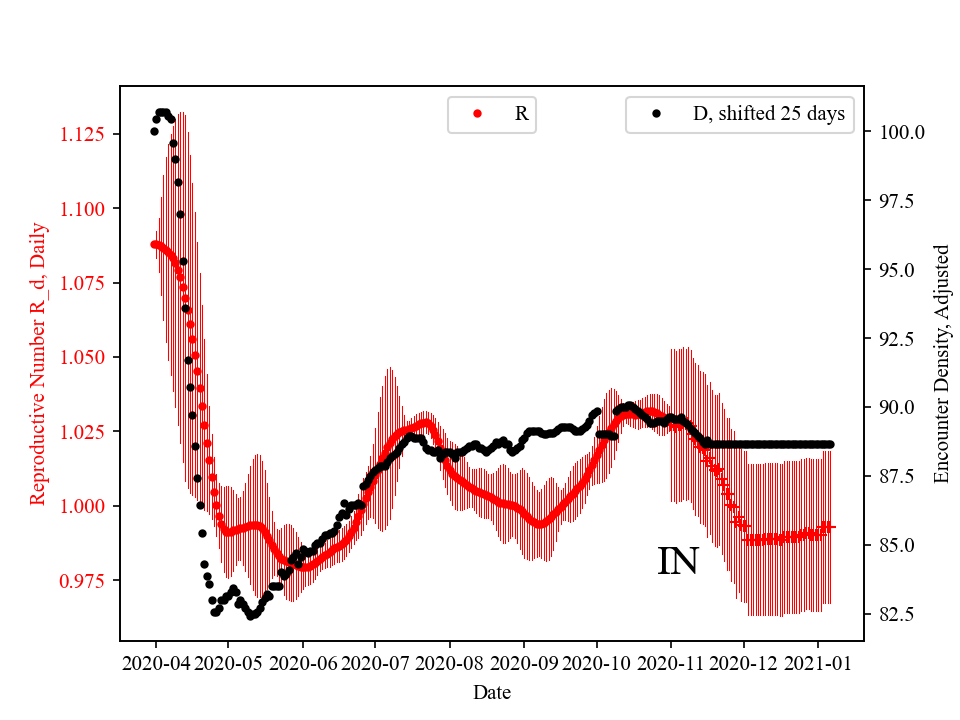 R
D, shifted 25 days
1.125
1.100
1.075
1.050
1.025
1.000
0.975
Reproductive Number R_d, Daily
100.0
97.5
95.0
92.5
90.0
87.5
85.0
82.5
Encounter Density, Adjusted
IN
2020-04 2020-05 2020-06 2020-07 2020-08 2020-09 2020-10 2020-11 2020-12 2021-01
Date